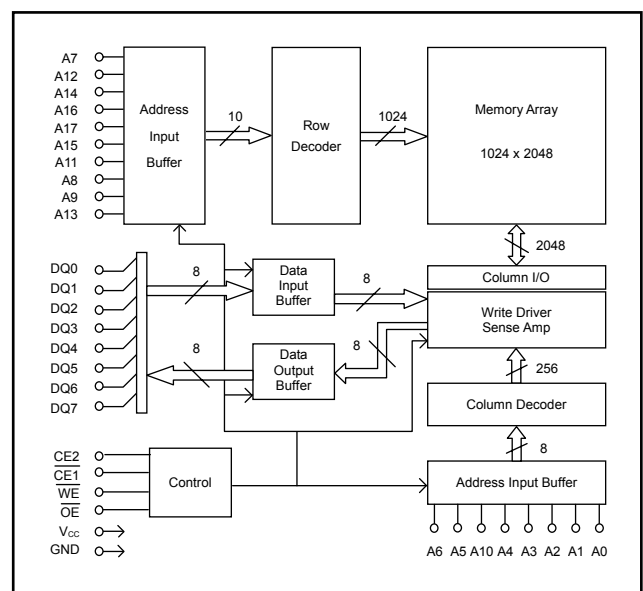 A7
A12
A14
A16
A17
A15
A11
A8
A9
A13
Address
Input
Buffer
10
Row
Decoder
1024
Memory Array
1024 x 2048
2048
DQ0
DQ1
DQ2
DQ3
DQ4
DQ5
DQ6
DQ7
8
Data
Input
Buffer
8
Column I/O
Write Driver
Sense Amp
8
Data
Output
Buffer
8
256
Column Decoder
8
CE2
CE1
WE
OE
VCC
GND
Control
Address Input Buffer
A6 A5 A10 A4 A3 A2 A1 A0